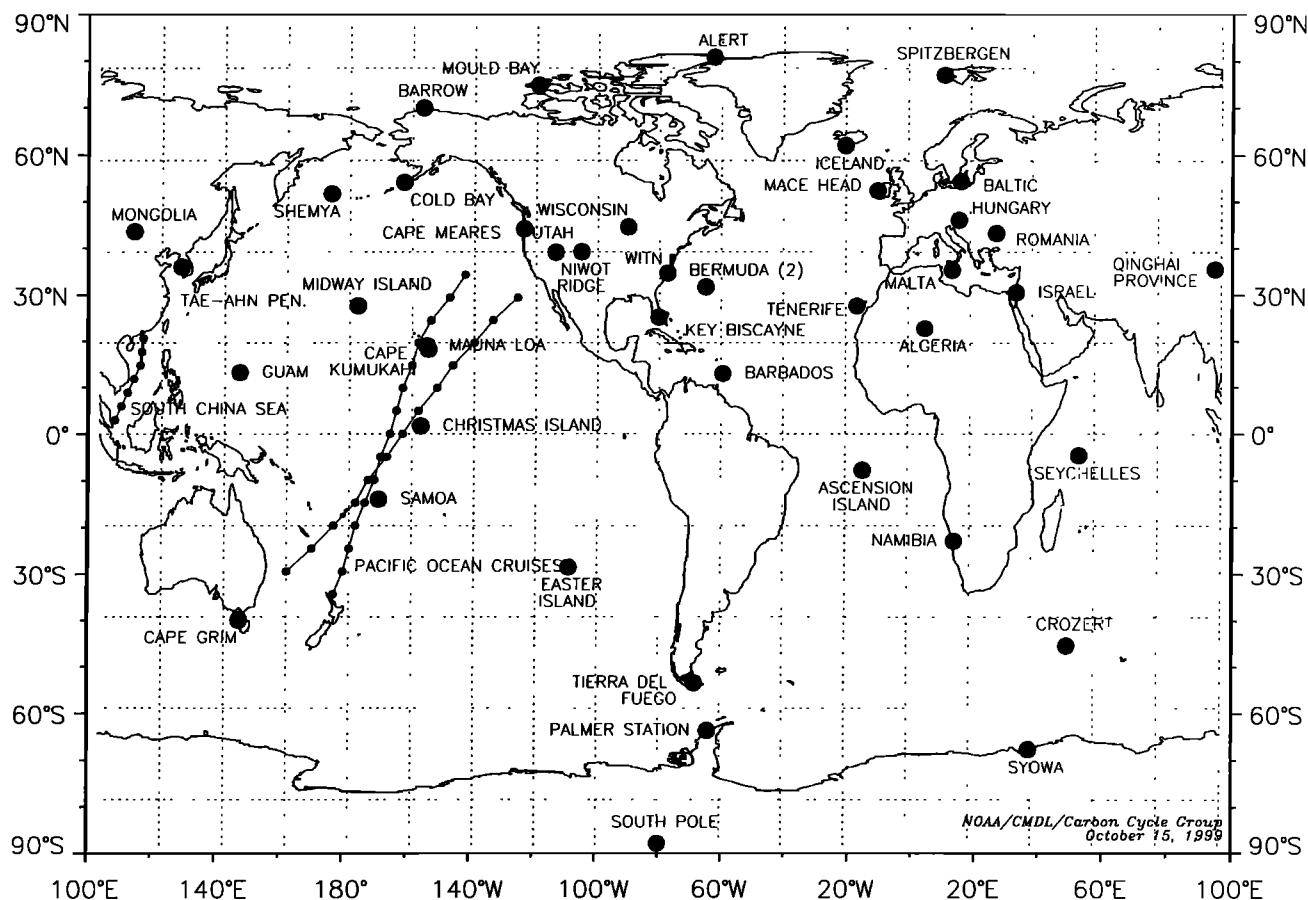 90°N
90°N
ALERT
SPITZBERGEN
MOULD BAY
BARROW
60°N
60°N
ICELAND
MACE HEAD
BALTIC
SHEMYA
COLD BAY
WISCONSIN
HUNGARY
MONGOLIA
CAPE MEARES
UTAH
ROMANIA
WITN
BERMUDA (2)
NIWOT
RIDGE
QINGHAI
PROVINCE
MALTA
ISRAEL
TAE-AHN PEN.
MIDWAY ISLAND
30°N
30°N
TENERIFE
KEY BISCAYNE
ALGERIA
MAUNA LOA
CAPE
KUMUKAHI
GUAM
BARBADOS
SOUTH CHINA SEA
CHRISTMAS ISLAND
0°
0°
SEYCHELLES
SAMOA
ASCENSION
ISLAND
NAMIBIA
PACIFIC OCEAN CRUISES
30°S
30°S
EASTER
ISLAND
CAPE GRIM
CROZERT
TIERRA DEL
FUEGO
60°S
60°S
PALMER STATION
SYOWA
SOUTH POLE
NOAA/CMDL/Carbon Cycle Group
October 15, 1999
90°S
90°S
100°E
140°E
180°
140°W
100°W
60°W
20°W
20°E
60°E
100°E